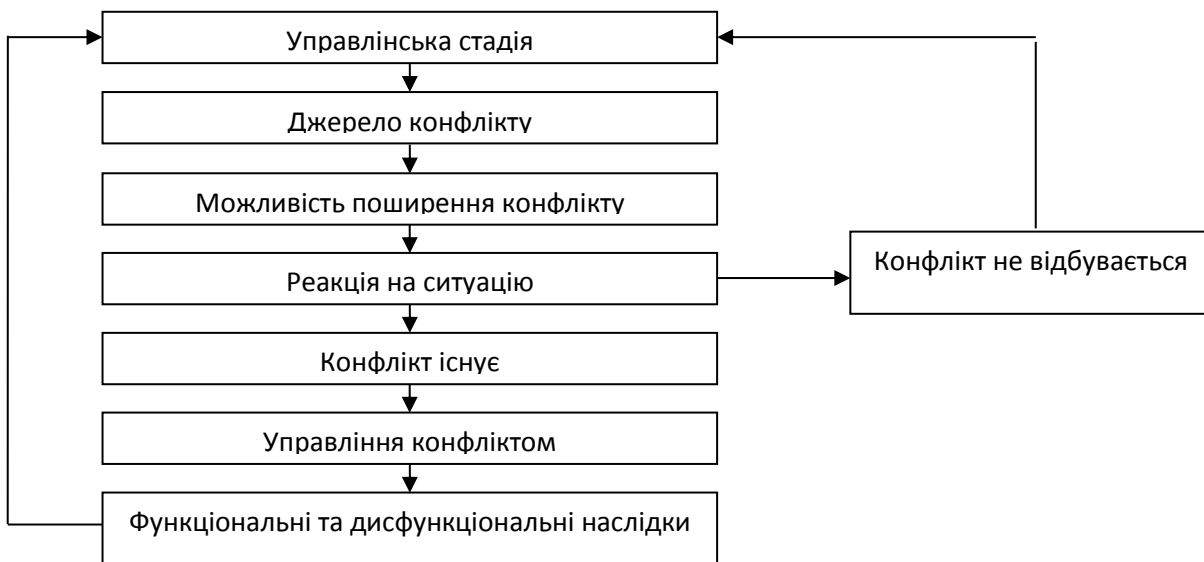 Управлінська стадія
Джерело конфлікту
Можливість поширення конфлікту
Реакція на ситуацію
Конфлікт не відбувається
Конфлікт існує
Управління конфліктом
Функціональні та дисфункціональні наслідки